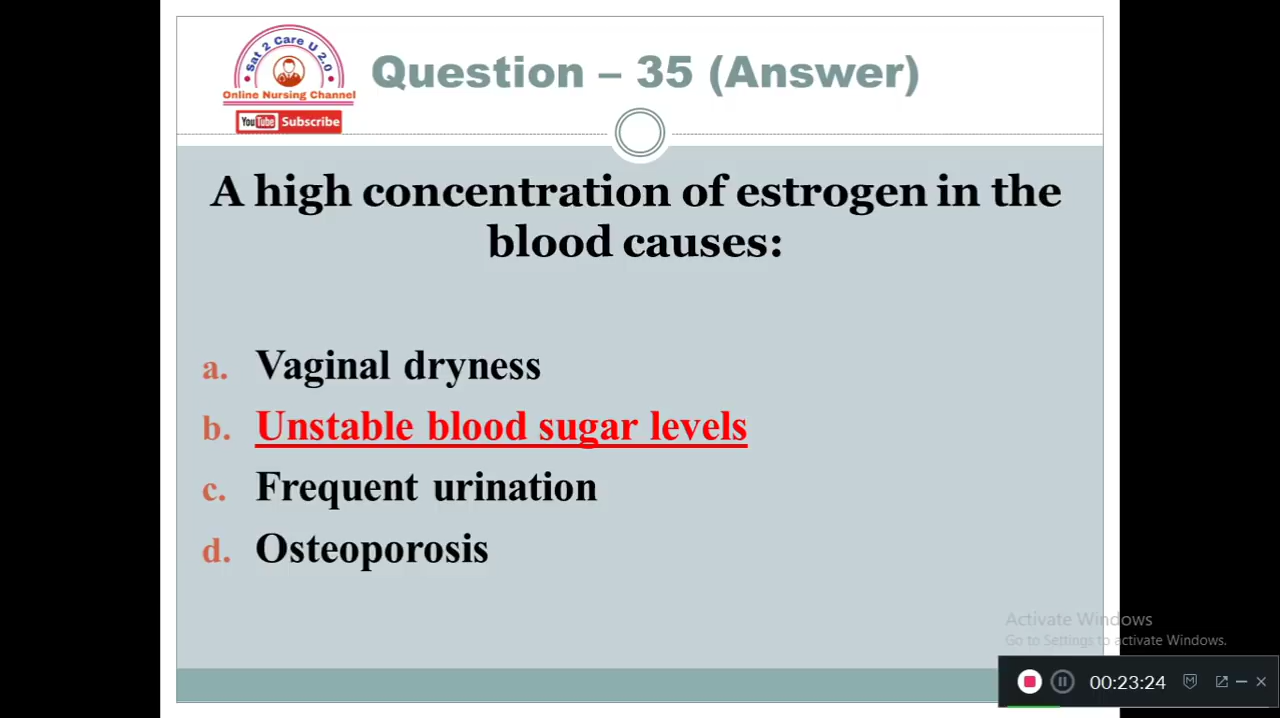 Sat 2 Care U 2.0
Online Nursing Channel
YouTube Subscribe
Question – 35 (Answer)
A high concentration of estrogen in the
blood causes:
a. Vaginal dryness
b. Unstable blood sugar levels
c. Frequent urination
d. Osteoporosis
Activate Windows
Go to Settings to activate Windows.
00:23:24